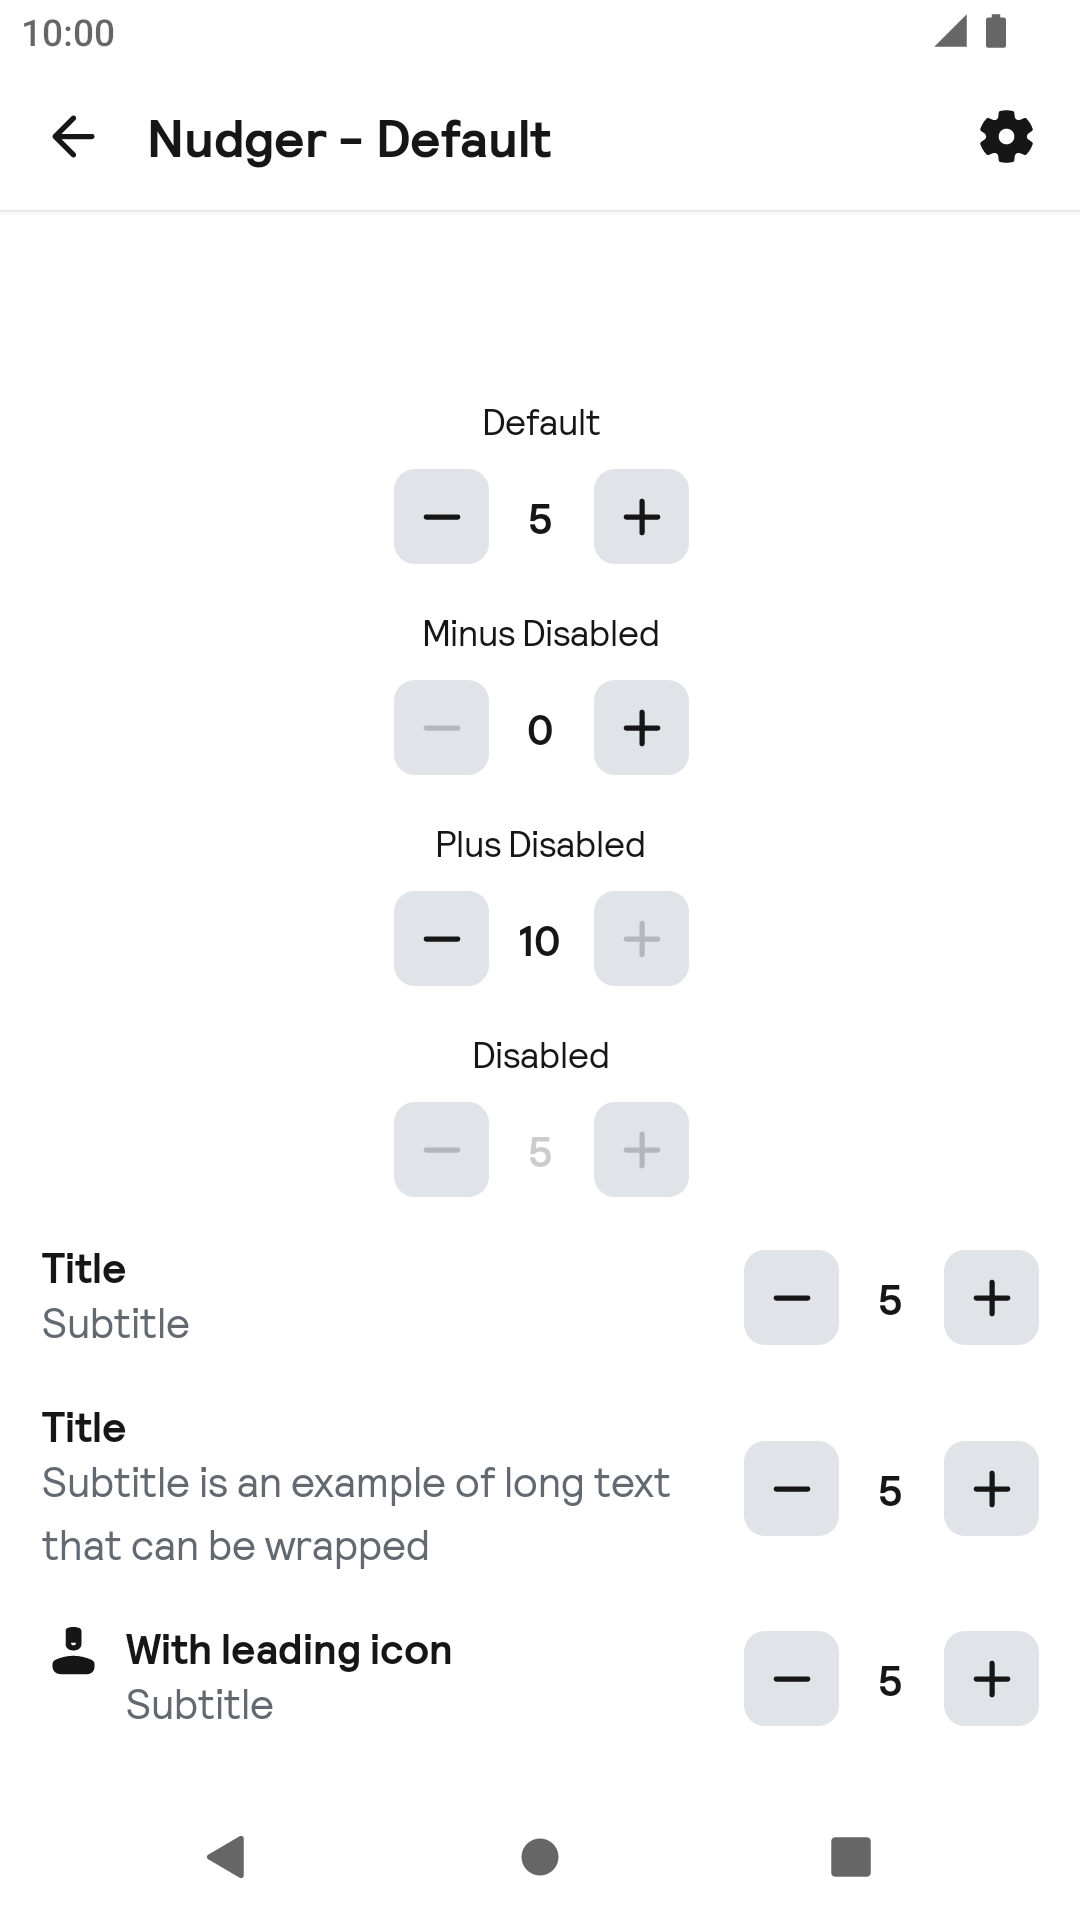 10:00
Nudger – Default
Default
5
Minus Disabled
0
Plus Disabled
10
Disabled
5
Title
Subtitle
5
Title
Subtitle is an example of long text
that can be wrapped
5
With leading icon
Subtitle
5